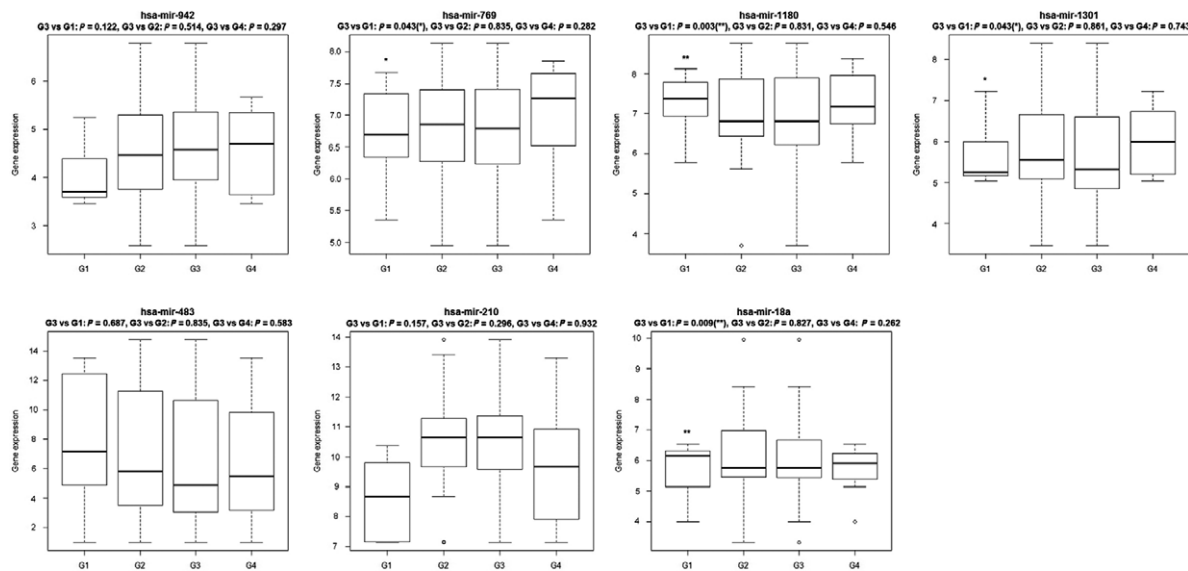 hsa-mir-942
G3 vs G1: P = 0.122, G3 vs G2: P = 0.514, G3 vs G4: P = 0.297
Gene expression
6
5
4
3
G1 G2 G3 G4
hsa-mir-769
G3 vs G1: P = 0.043(*), G3 vs G2: P = 0.835, G3 vs G4: P = 0.282
Gene expression
8.0
7.5
7.0
6.5
6.0
5.5
5.0
*
G1 G2 G3 G4
hsa-mir-1180
G3 vs G1: P = 0.003(**), G3 vs G2: P = 0.831, G3 vs G4: P = 0.546
Gene expression
8
7
6
5
4
**
G1 G2 G3 G4
hsa-mir-1301
G3 vs G1: P = 0.043(*), G3 vs G2: P = 0.861, G3 vs G4: P = 0.743
Gene expression
8
7
6
5
4
*
G1 G2 G3 G4
hsa-mir-483
G3 vs G1: P = 0.687, G3 vs G2: P = 0.835, G3 vs G4: P = 0.583
Gene expression
14
12
10
8
6
4
2
G1 G2 G3 G4
hsa-mir-210
G3 vs G1: P = 0.157, G3 vs G2: P = 0.296, G3 vs G4: P = 0.932
Gene expression
14
13
12
11
10
9
8
7
G1 G2 G3 G4
hsa-mir-18a
G3 vs G1: P = 0.009(**), G3 vs G2: P = 0.827, G3 vs G4: P = 0.262
Gene expression
10
9
8
7
6
5
4
**
G1 G2 G3 G4